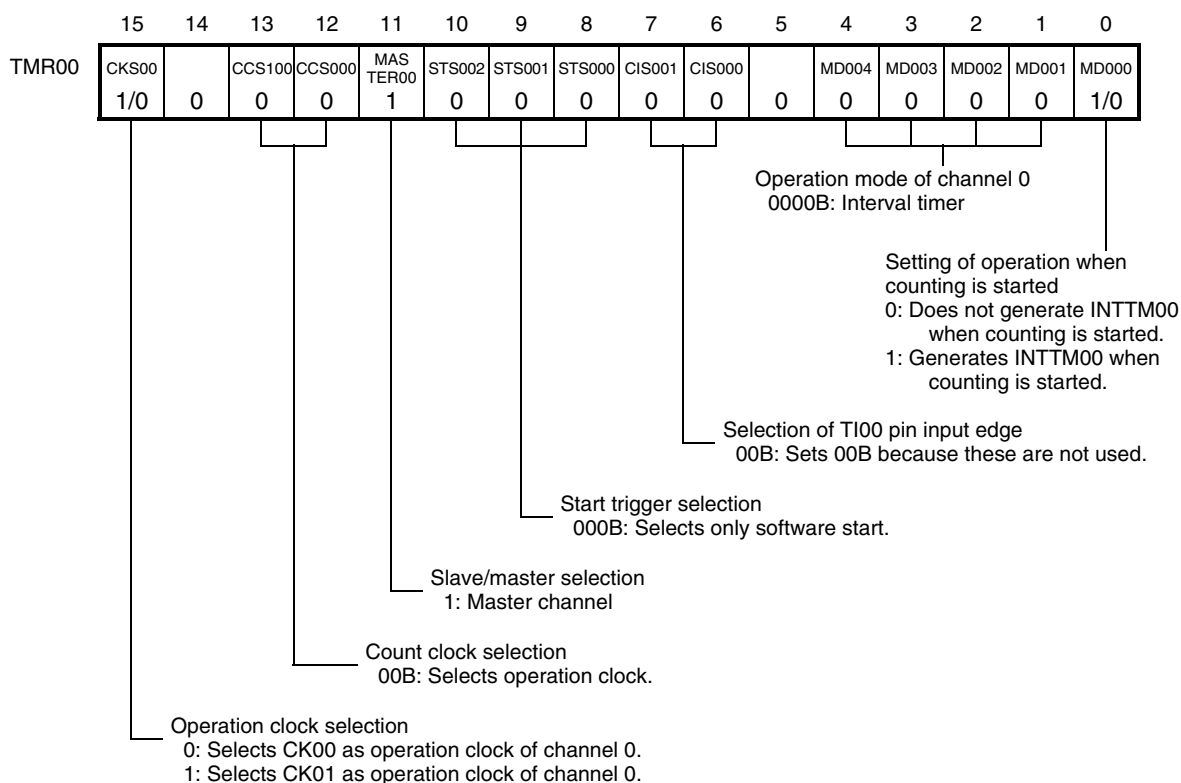 15 14 13 12 11 10 9 8 7 6 5 4 3 2 1 0
TMR00 CKS00 CCS100 CCS000 MAS TER00 STS002 STS001 STS000 CIS001 CIS000 MD004 MD003 MD002 MD001 MD000
1/0 0 0 0 1 0 0 0 0 0 0 0 0 0 0 1/0
Operation mode of channel 0
0000B: Interval timer
Setting of operation when
counting is started
0: Does not generate INTTM00
when counting is started.
1: Generates INTTM00 when
counting is started.
Selection of TI00 pin input edge
00B: Sets 00B because these are not used.
Start trigger selection
000B: Selects only software start.
Slave/master selection
1: Master channel
Count clock selection
00B: Selects operation clock.
Operation clock selection
0: Selects CK00 as operation clock of channel 0.
1: Selects CK01 as operation clock of channel 0.